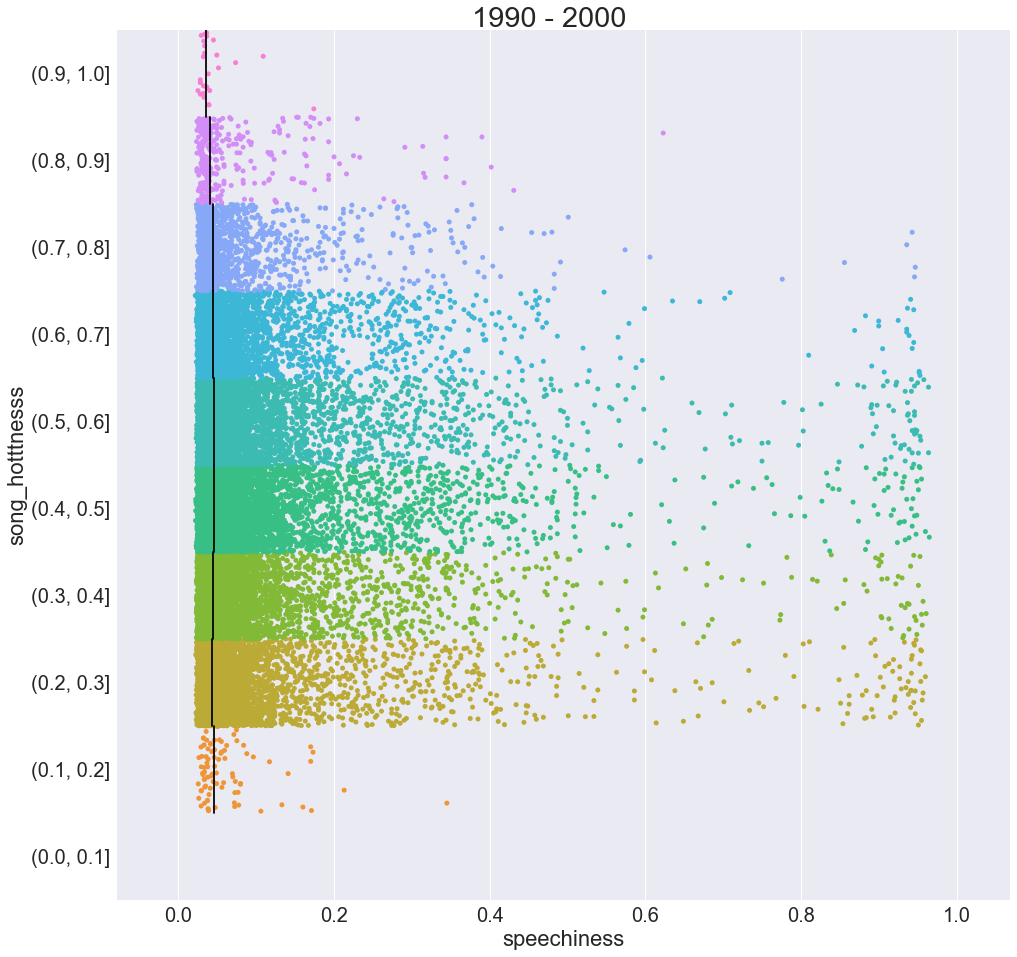 1990 - 2000
song_hotttnesss
(0.9, 1.0]
(0.8, 0.9]
(0.7, 0.8]
(0.6, 0.7]
(0.5, 0.6]
(0.4, 0.5]
(0.3, 0.4]
(0.2, 0.3]
(0.1, 0.2]
(0.0, 0.1]
0.0 0.2 0.4 0.6 0.8 1.0
speechiness